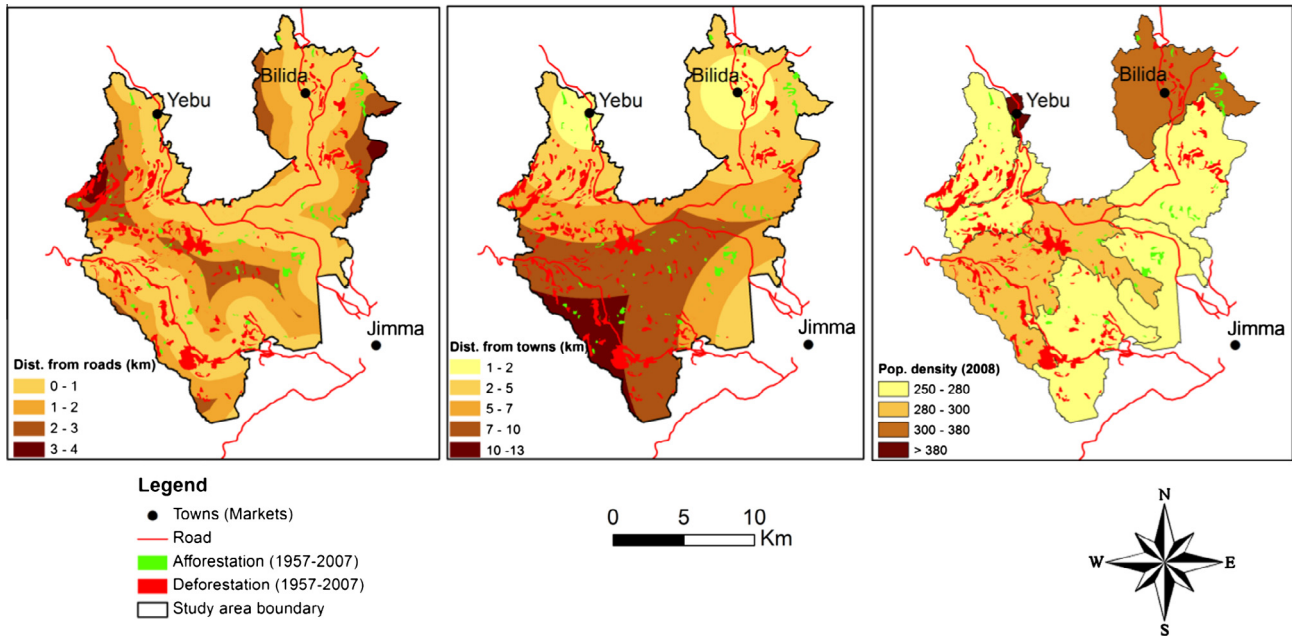 Bilida
Yebu
Jimma
Dist. from roads (km)
0 - 1
1 - 2
2 - 3
3 - 4
Bilida
Yebu
Jimma
Dist. from towns (km)
1 - 2
2 - 5
5 - 7
7 - 10
10 - 13
Bilida
Yebu
Jimma
Pop. density (2008)
250 - 280
280 - 300
300 - 380
> 380
Legend
Towns (Markets)
Road
Afforestation (1957-2007)
Deforestation (1957-2007)
Study area boundary
0 5 10
Km
N
W E
S